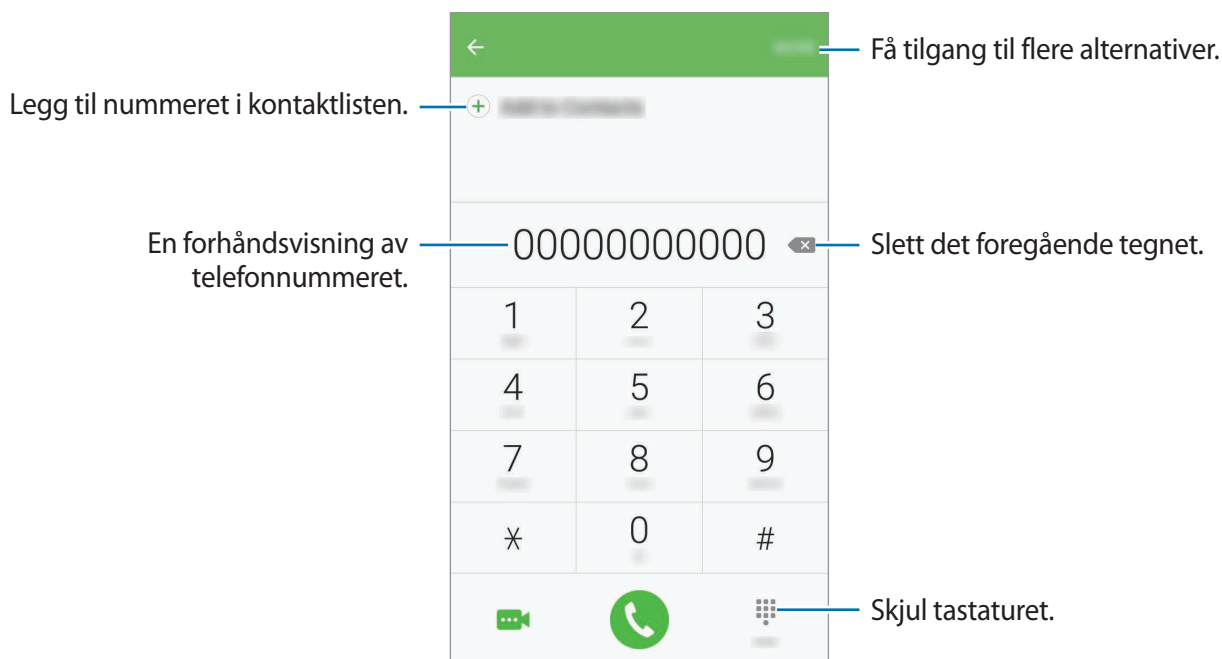 Få tilgang til flere alternativer.
Legg til nummeret i kontaktlisten.
En forhåndsvisning av
telefonnummeret.
00000000000
Slett det foregående tegnet.
1 2 3
4 5 6
7 8 9
* 0 #
Skjul tastaturet.